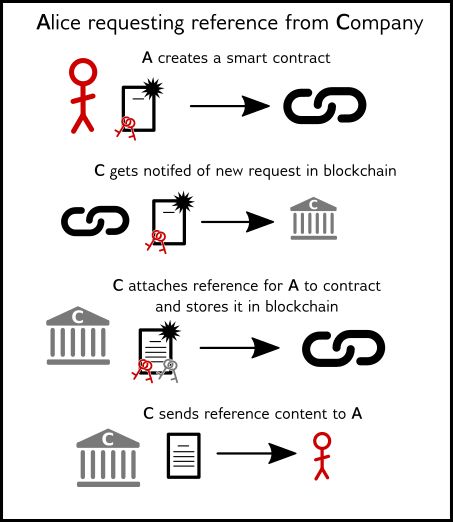 Alice requesting reference from Company
A creates a smart contract
C gets notifed of new request in blockchain
C
C attaches reference for A to contract
and stores it in blockchain
C
C sends reference content to A
C